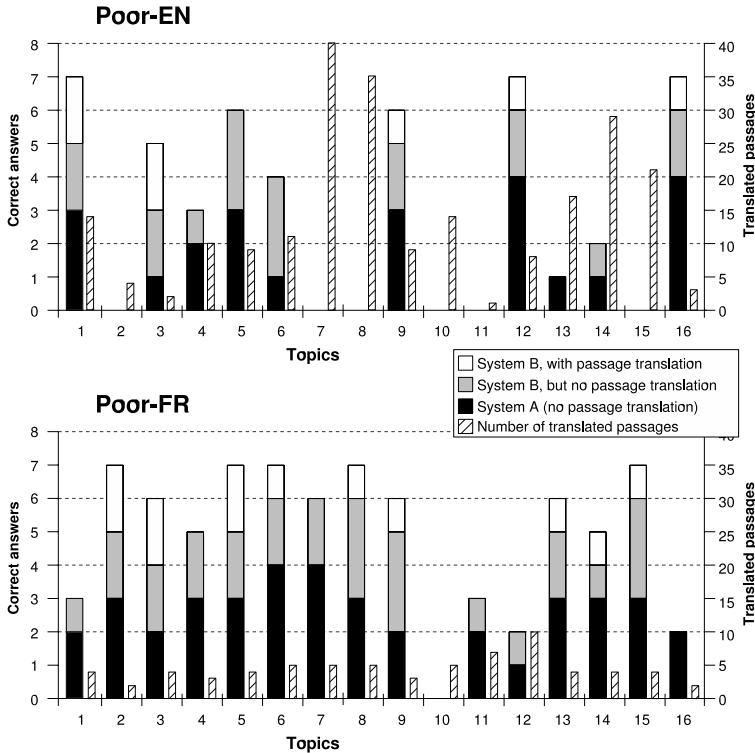 Poor-EN
8
7
6
5
4
3
2
1
0
Correct answers
40
35
30
25
20
15
10
5
0
Translated passages
1 2 3 4 5 6 7 8 9 10 11 12 13 14 15 16
Topics
System B, with passage translation
System B, but no passage translation
System A (no passage translation)
Number of translated passages
Poor-FR
8
7
6
5
4
3
2
1
0
Correct answers
35
30
25
20
15
10
5
0
Translated passages
1 2 3 4 5 6 7 8 9 10 11 12 13 14 15 16
Topics